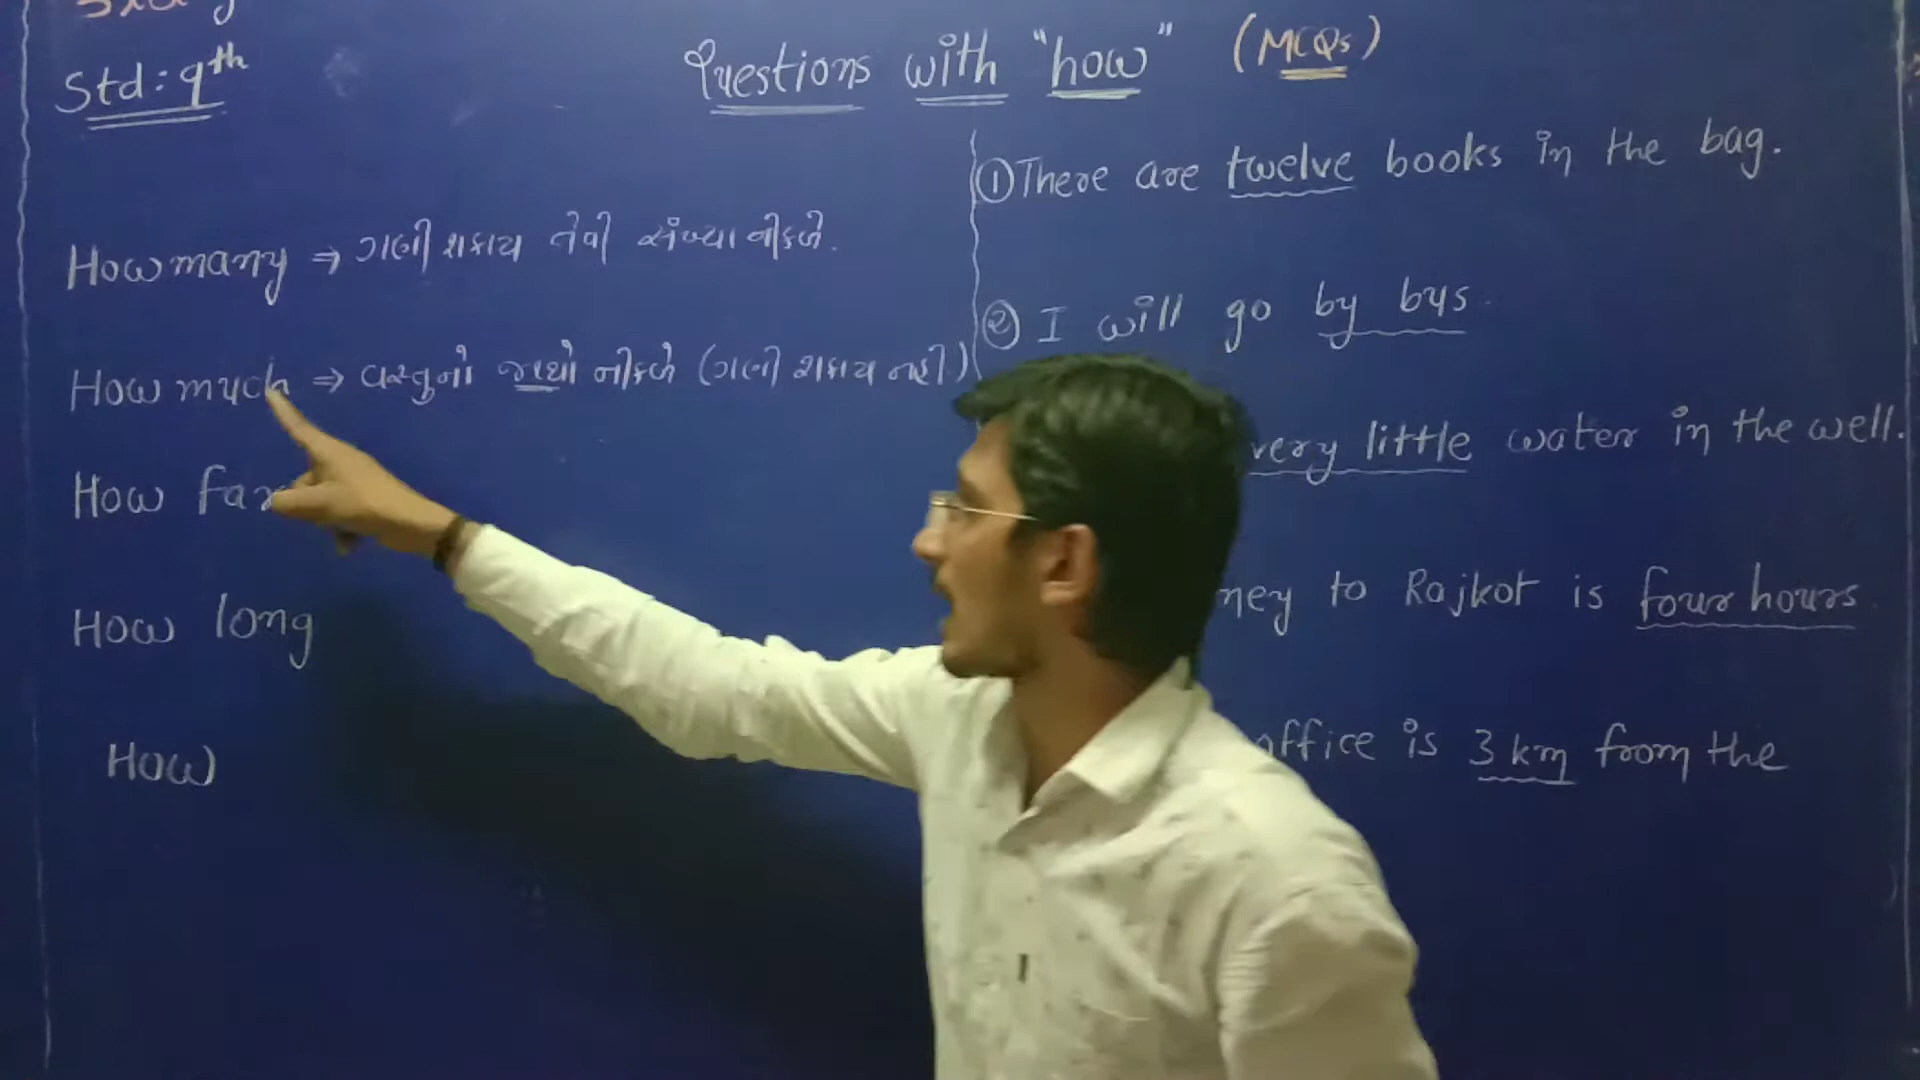 Std: 9th
Questions with "how" (MCQs)
How many ⇒ ગણી શકાય તેવી સંખ્યા નીકળે.
How much ⇒ વસ્તુનો જથ્થો નીકળે (ગણી શકાય નહી)
How far
How long
How
① There are twelve books in the bag.
② I will go by bus.
very little water in the well.
to Rajkot is four hours
office is 3 km from the